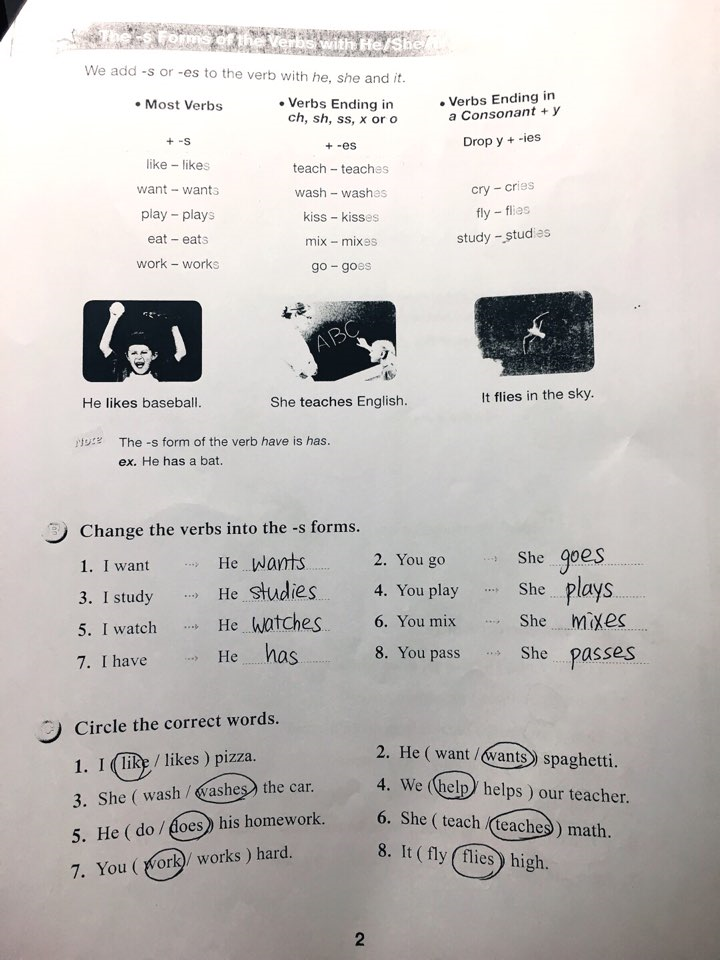 The -s Forms of the Verbs with He/She/
We add -s or -es to the verb with he, she and it.
• Most Verbs
+ -s
like – likes
want – wants
play – plays
eat – eats
work – works
• Verbs Ending in
ch, sh, ss, x or o
+ -es
teach – teaches
wash – washes
kiss – kisses
mix – mixes
go – goes
• Verbs Ending in
a Consonant + y
Drop y + -ies
cry – cries
fly – flies
study – studies
ABC
He likes baseball.
She teaches English.
It flies in the sky.
Note The -s form of the verb have is has.
ex. He has a bat.
B Change the verbs into the -s forms.
1. I want ···› He wants
2. You go ···› She goes
3. I study ···› He studies
4. You play ···› She plays
5. I watch ···› He watches
6. You mix ···› She mixes
7. I have ···› He has
8. You pass ···› She passes
C Circle the correct words.
1. I ( like / likes ) pizza.
2. He ( want / wants ) spaghetti.
3. She ( wash / washes ) the car.
4. We ( help / helps ) our teacher.
5. He ( do / does ) his homework.
6. She ( teach / teaches ) math.
7. You ( work / works ) hard.
8. It ( fly / flies ) high.
2